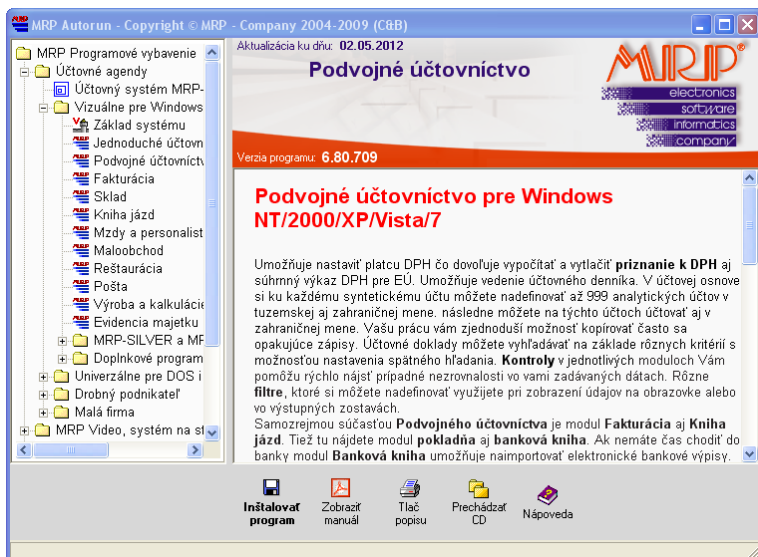 MRP Autorun - Copyright © MRP - Company 2004-2009 (C&B)
MRP Programové vybavenie
Účtovné agendy
Účtovný systém MRP-
Vizuálne pre Windows
Základ systému
Jednoduché účtovn
Podvojné účtovníctv
Fakturácia
Sklad
Kniha jázd
Mzdy a personalist
Maloobchod
Reštaurácia
Pošta
Výroba a kalkulácie
Evidencia majetku
MRP-SILVER a MF
Doplnkové program
Univerzálne pre DOS i
Drobný podnikateľ
Malá firma
MRP Video, systém na sť
Aktualizácia ku dňu: 02.05.2012
Podvojné účtovníctvo
MRP®
electronics
software
informatics
company
Verzia programu: 6.80.709
Podvojné účtovníctvo pre Windows
NT/2000/XP/Vista/7
Umožňuje nastaviť platcu DPH čo dovoľuje vypočítať a vytlačiť priznanie k DPH aj
súhrnný výkaz DPH pre EÚ. Umožňuje vedenie účtovného denníka. V účtovej osnove
si ku každému syntetickému účtu môžete nadefinovať až 999 analytických účtov v
tuzemskej aj zahraničnej mene. následne môžete na týchto účtoch účtovať aj v
zahraničnej mene. Vašu prácu vám zjednoduší možnosť kopírovať často sa
opakujúce zápisy. Účtovné doklady môžete vyhľadávať na základe rôznych kritérií s
možnosťou nastavenia spätného hľadania. Kontroly v jednotlivých moduloch Vám
pomôžu rýchlo nájsť prípadné nezrovnalosti vo vami zadávaných dátach. Rôzne
filtre, ktoré si môžete nadefinovať využijete pri zobrazení údajov na obrazovke alebo
vo výstupných zostavách.
Samozrejmou súčasťou Podvojného účtovníctva je modul Fakturácia aj Kniha
jázd. Tiež tu nájdete modul pokladňa aj banková kniha. Ak nemáte čas chodiť do
banky modul Banková kniha umožňuje naimportovať elektronické bankové výpisy.
Inštalovať
program
Zobraziť
manuál
Tlač
popisu
Prechádzať
CD
Nápoveda